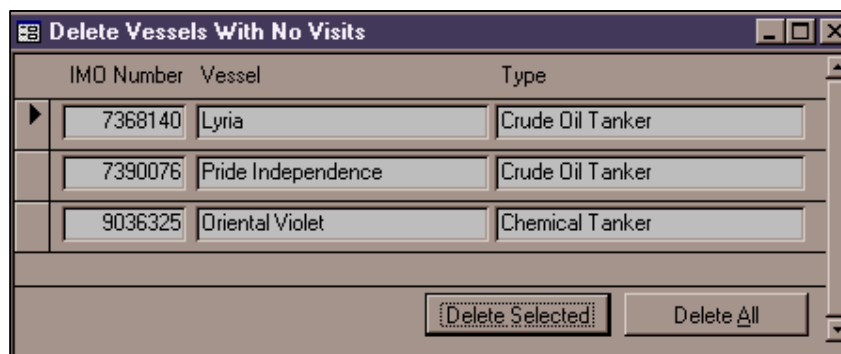 Delete Vessels With No Visits
IMO Number Vessel Type
7368140 Lyria Crude Oil Tanker
7390076 Pride Independence Crude Oil Tanker
9036325 Oriental Violet Chemical Tanker
Delete Selected Delete All